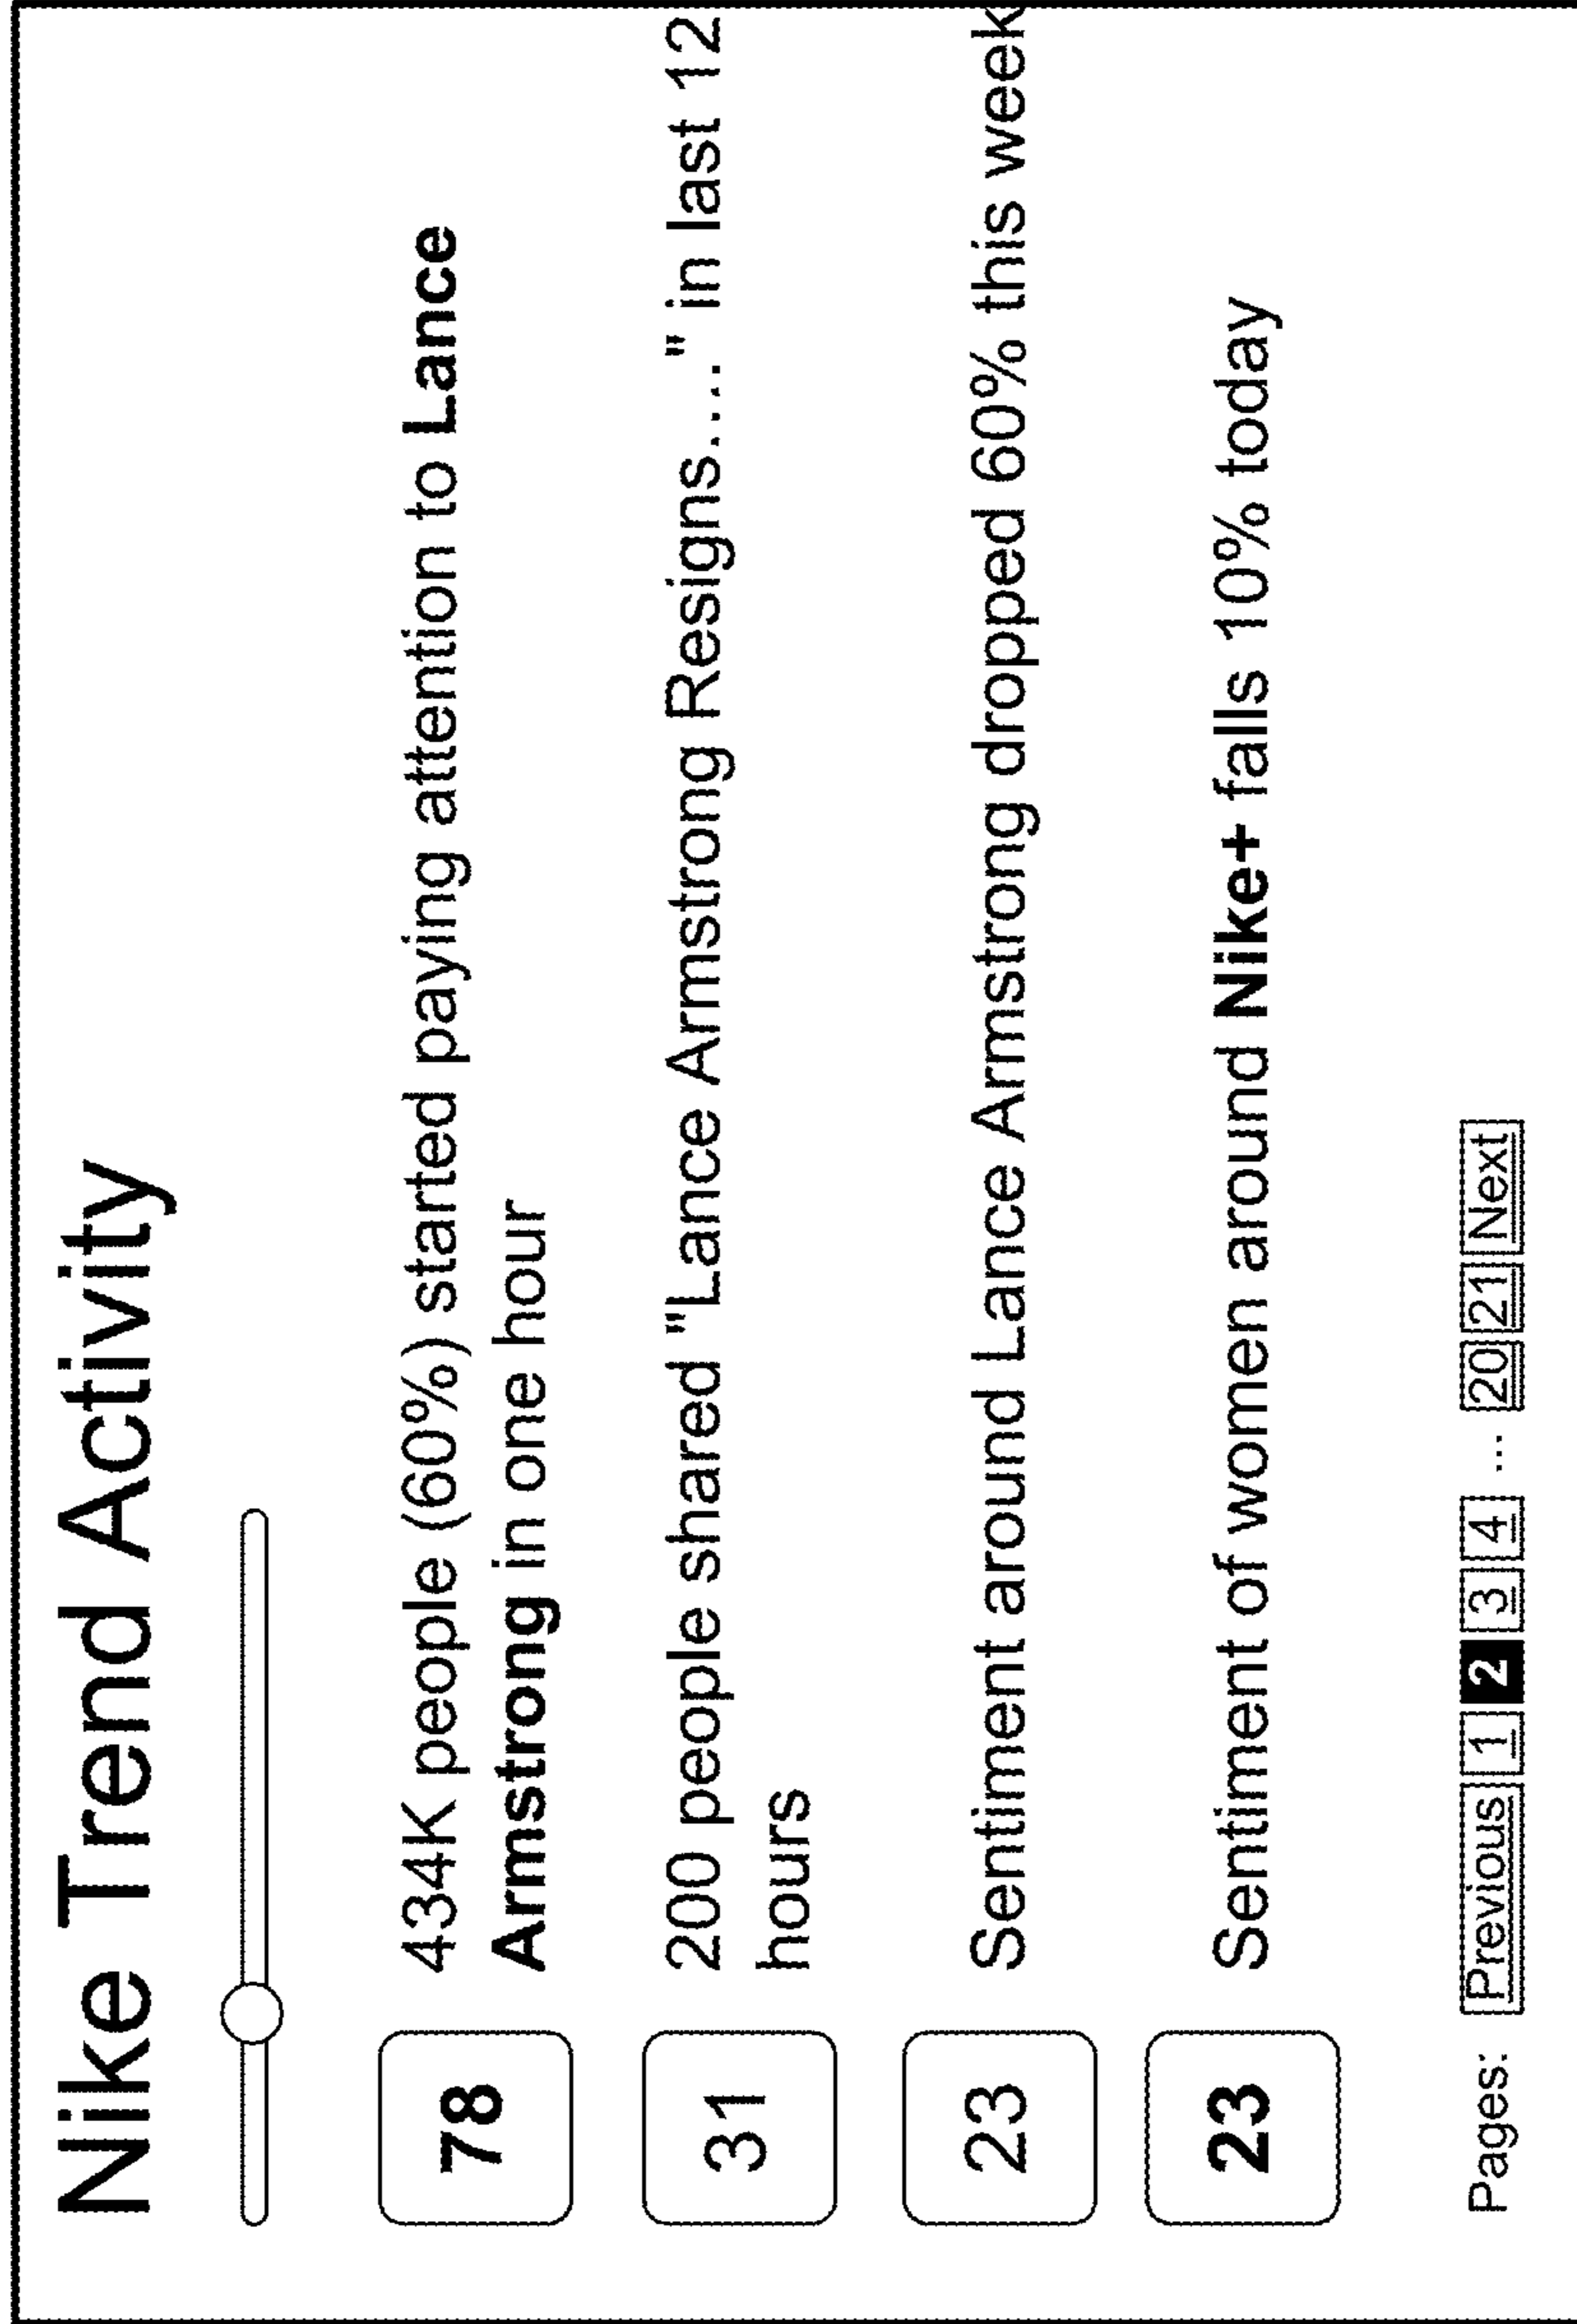 Nike Trend Activity
78
434K people (60%) started paying attention to Lance
Armstrong in one hour
31
200 people shared "Lance Armstrong Resigns...." in last 12
hours
23
Sentiment around Lance Armstrong dropped 60% this week
23
Sentiment of women around Nike+ falls 10% today
Pages: Previous 1 2 3 4 ... 20 21 Next